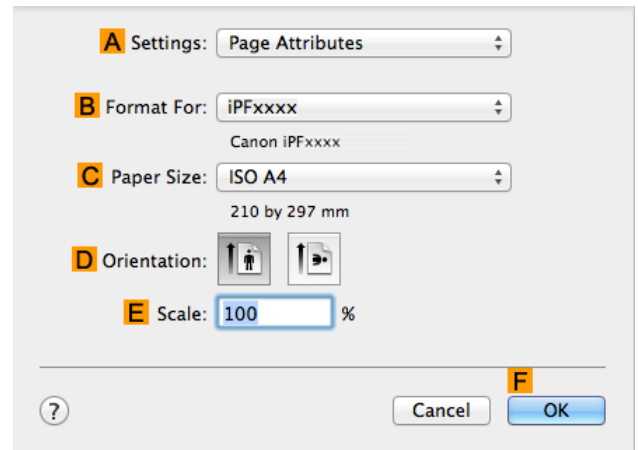 A Settings: Page Attributes
B Format For: iPFxxxx
Canon iPFxxxx
C Paper Size: ISO A4
210 by 297 mm
D Orientation:
E Scale: 100 %
F
? Cancel OK